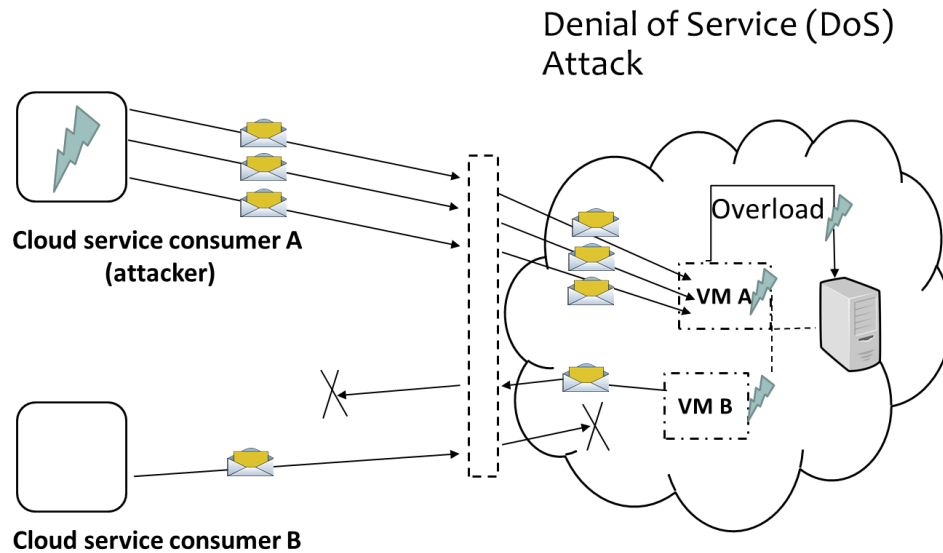 Denial of Service (DoS)
Attack
Overload
Cloud service consumer A
(attacker)
VM A
VM B
Cloud service consumer B